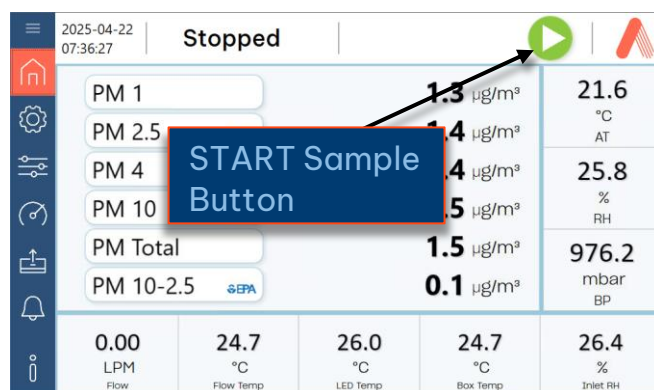 2025-04-22
07:36:27
Stopped
PM 1
1.3 µg/m³
PM 2.5
.4 µg/m³
PM 4
.4 µg/m³
PM 10
.5 µg/m³
PM Total
1.5 µg/m³
PM 10-2.5 EPA
0.1 µg/m³
START Sample
Button
21.6
°C
AT
25.8
%
RH
976.2
mbar
BP
0.00
LPM
Flow
24.7
°C
Flow Temp
26.0
°C
LED Temp
24.7
°C
Box Temp
26.4
%
Inlet RH